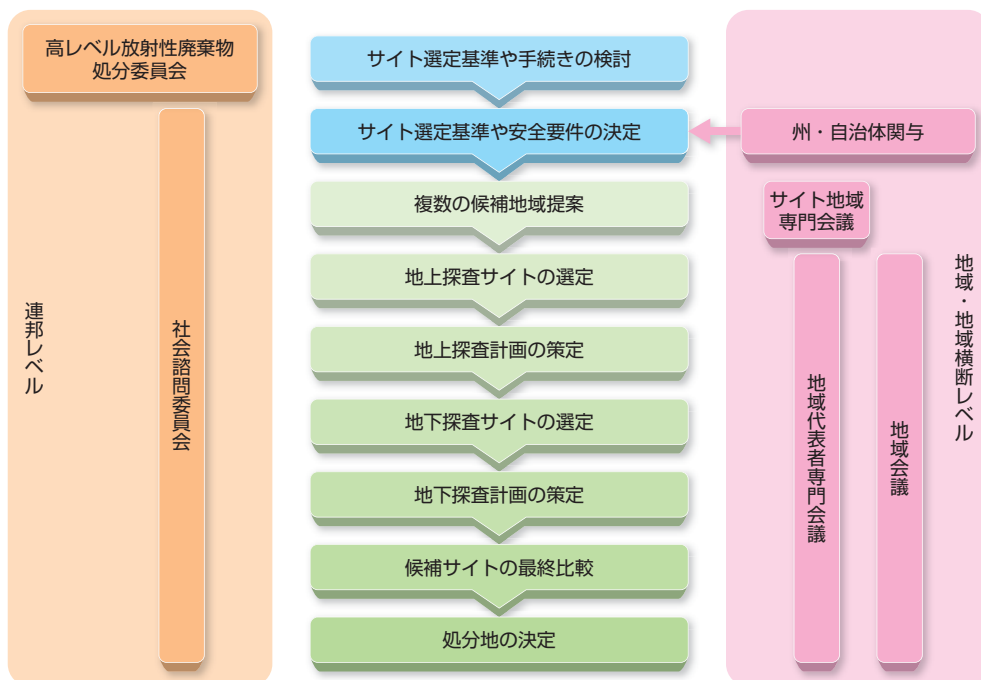 高レベル放射性廃棄物
処分委員会
連邦レベル
社会諮問委員会
サイト選定基準や手続きの検討
サイト選定基準や安全要件の決定
複数の候補地域提案
地上探査サイトの選定
地上探査計画の策定
地下探査サイトの選定
地下探査計画の策定
候補サイトの最終比較
処分地の決定
州・自治体関与
サイト地域
専門会議
地域代表者専門会議
地域会議
地域・地域横断レベル